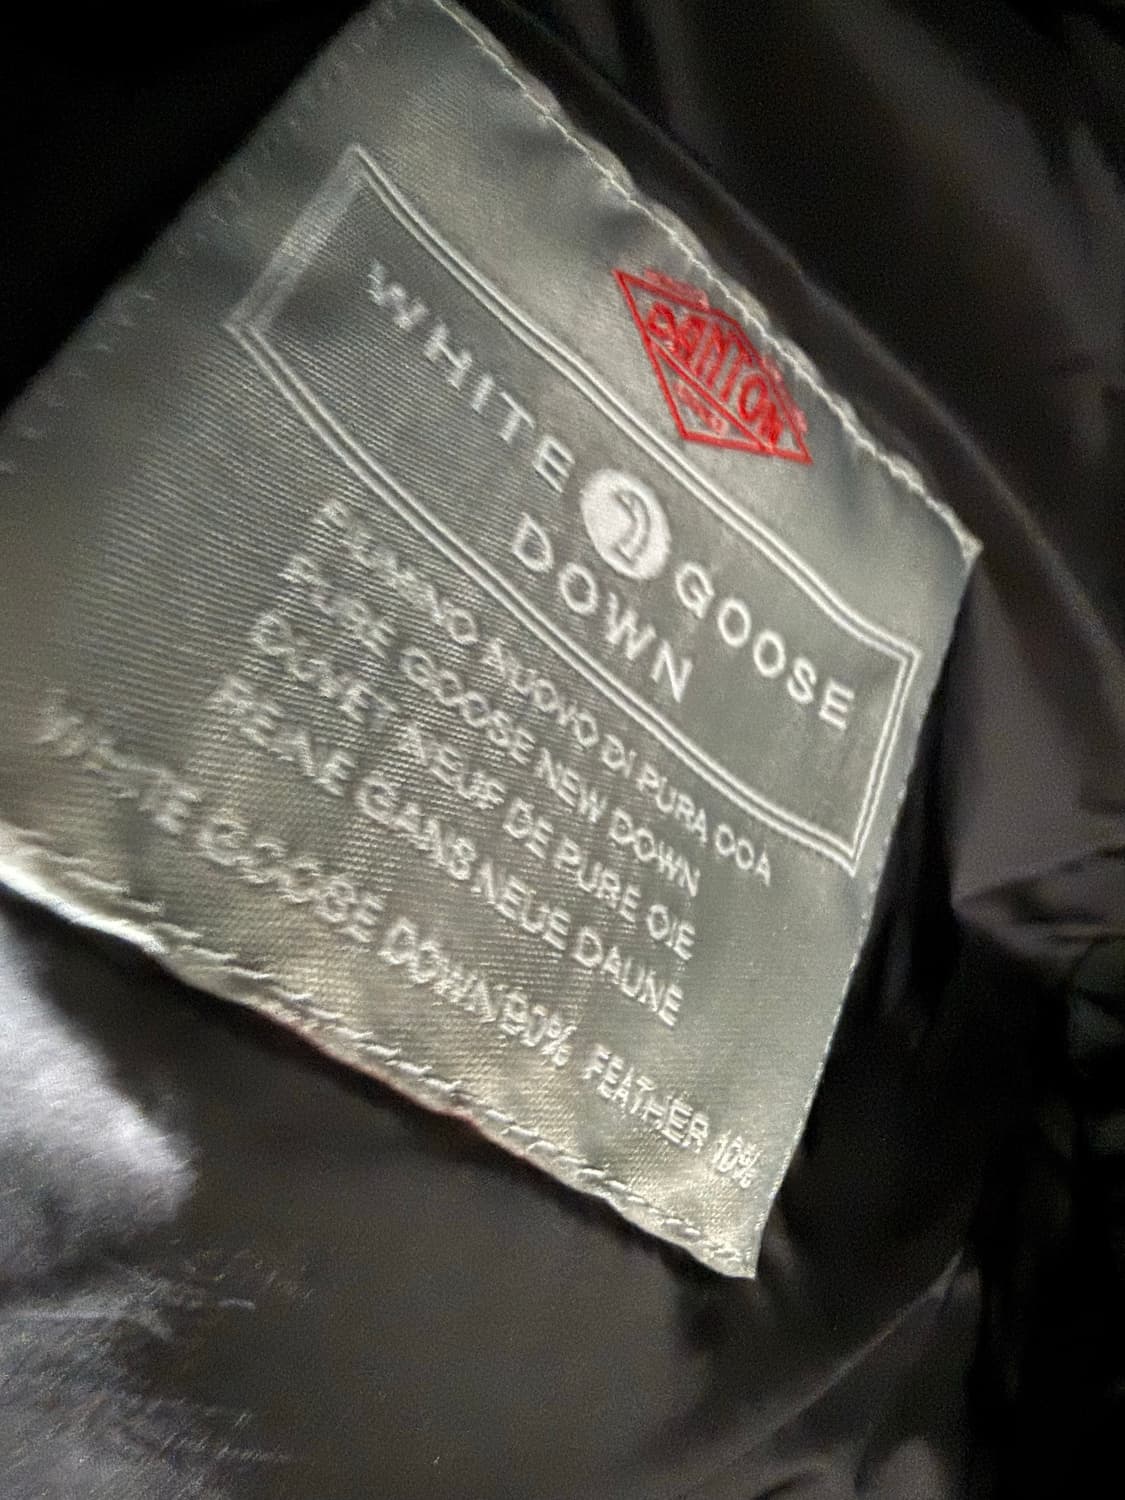 DANTON
WHITE GOOSE
DOWN
PIUMINO NUOVO DI PURA OCA
PURE GOOSE NEW DOWN
DUVET NEUF DE PURE OIE
REINE GANS NEUE DAUNE
WHITE GOOSE DOWN 90% FEATHER 10%